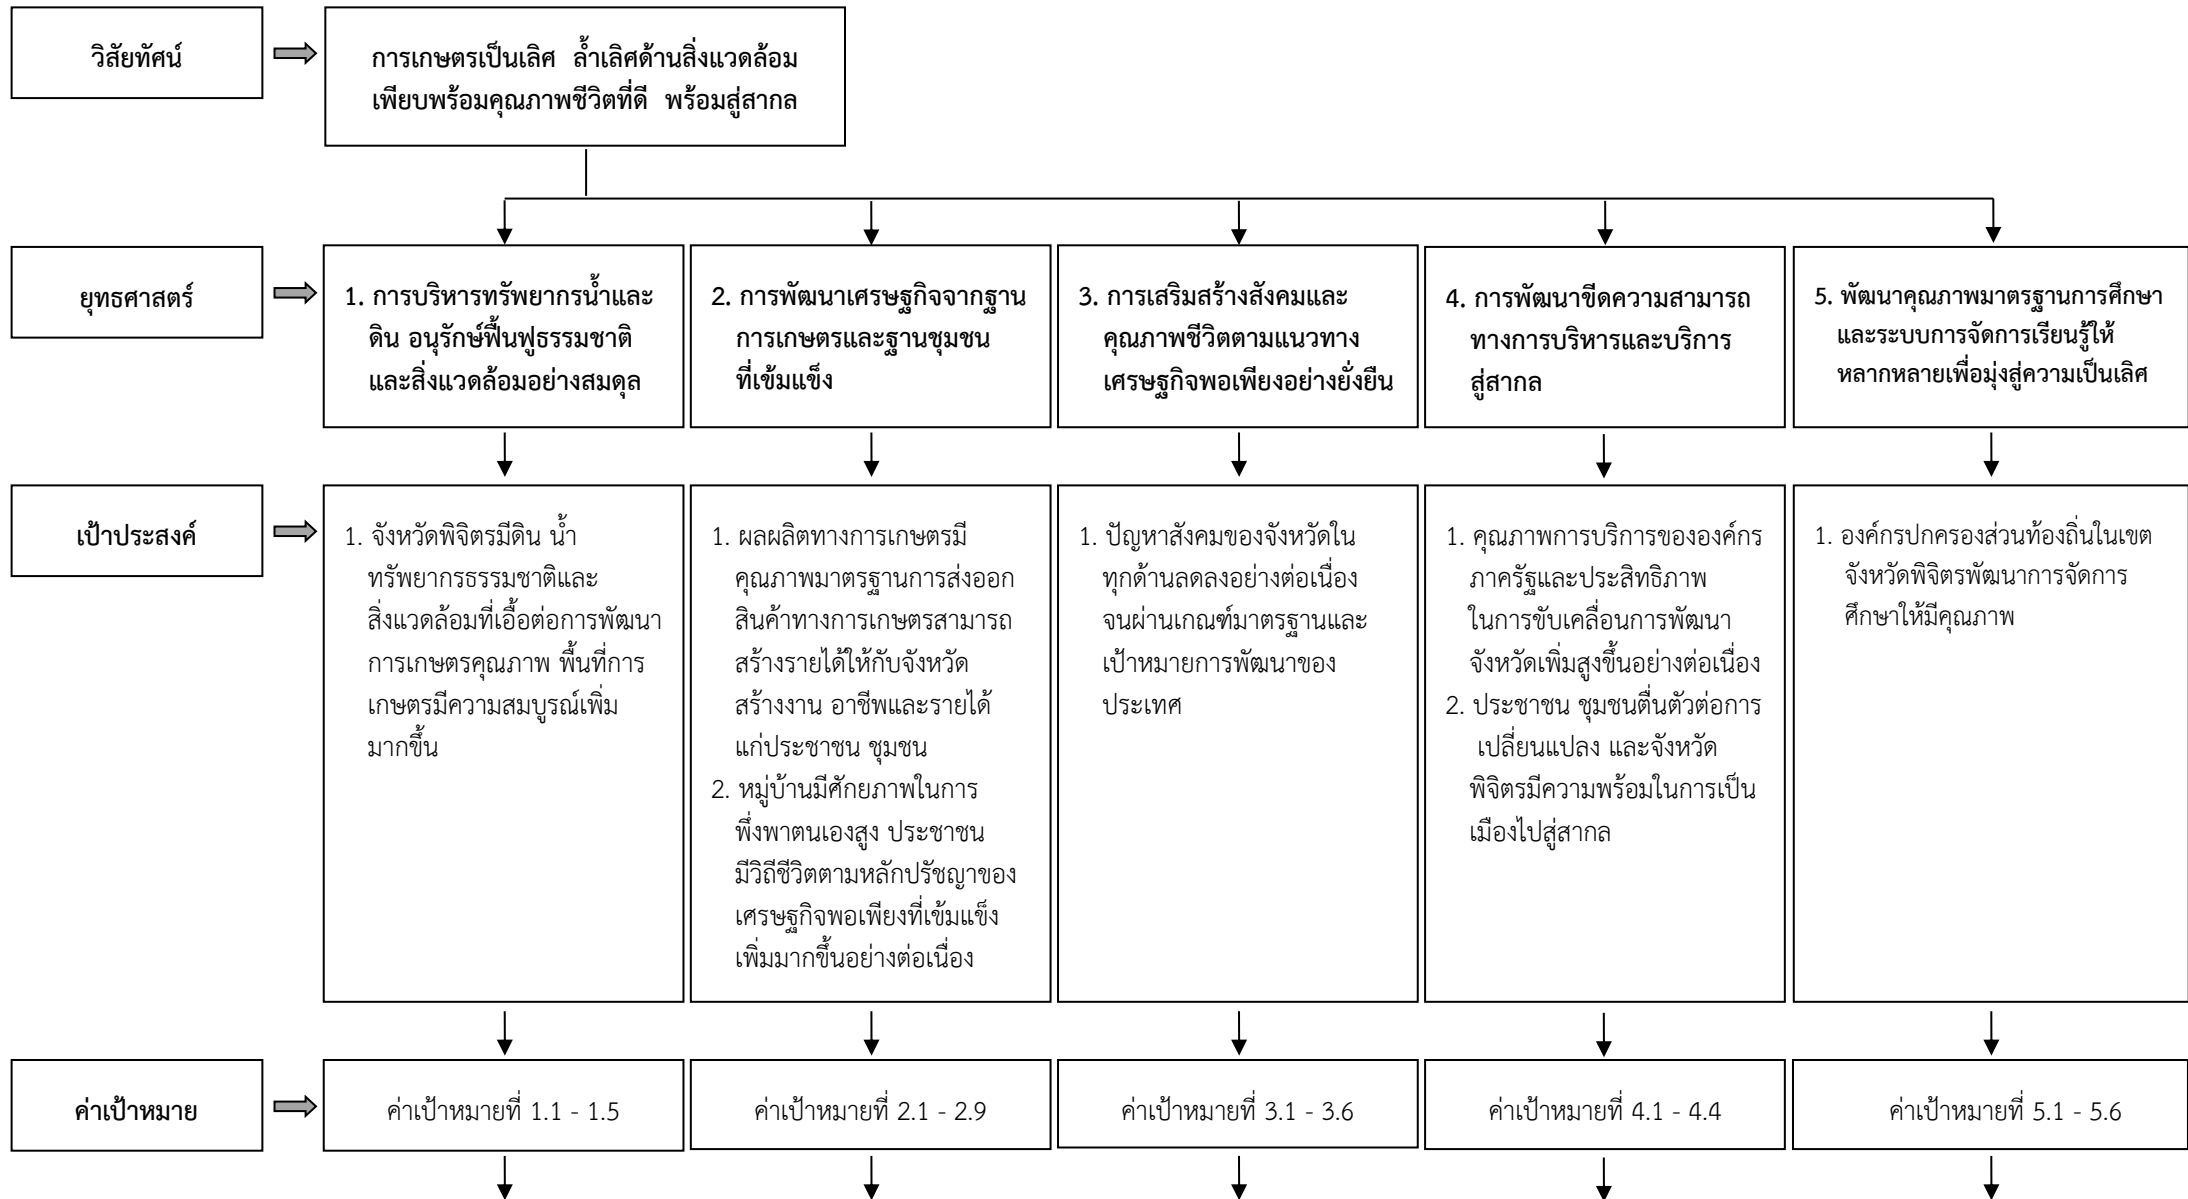 วิสัยทัศน์
การเกษตรเป็นเลิศ ล้ำเลิศด้านสิ่งแวดล้อม
เพียบพร้อมคุณภาพชีวิตที่ดี พร้อมสู่สากล
ยุทธศาสตร์
1. การบริหารทรัพยากรน้ำและ
ดิน อนุรักษ์ฟื้นฟูธรรมชาติ
และสิ่งแวดล้อมอย่างสมดุล
2. การพัฒนาเศรษฐกิจจากฐาน
การเกษตรและฐานชุมชน
ที่เข้มแข็ง
3. การเสริมสร้างสังคมและ
คุณภาพชีวิตตามแนวทาง
เศรษฐกิจพอเพียงอย่างยั่งยืน
4. การพัฒนาขีดความสามารถ
ทางการบริหารและบริการ
สู่สากล
5. พัฒนาคุณภาพมาตรฐานการศึกษา
และระบบการจัดการเรียนรู้ให้
หลากหลายเพื่อมุ่งสู่ความเป็นเลิศ
เป้าประสงค์
1. จังหวัดพิจิตรมีดิน น้ำ
ทรัพยากรธรรมชาติและ
สิ่งแวดล้อมที่เอื้อต่อการพัฒนา
การเกษตรคุณภาพ พื้นที่การ
เกษตรมีความสมบูรณ์เพิ่ม
มากขึ้น
1. ผลผลิตทางการเกษตรมี
คุณภาพมาตรฐานการส่งออก
สินค้าทางการเกษตรสามารถ
สร้างรายได้ให้กับจังหวัด
สร้างงาน อาชีพและรายได้
แก่ประชาชน ชุมชน
2. หมู่บ้านมีศักยภาพในการ
พึ่งพาตนเองสูง ประชาชน
มีวิถีชีวิตตามหลักปรัชญาของ
เศรษฐกิจพอเพียงที่เข้มแข็ง
เพิ่มมากขึ้นอย่างต่อเนื่อง
1. ปัญหาสังคมของจังหวัดใน
ทุกด้านลดลงอย่างต่อเนื่อง
จนผ่านเกณฑ์มาตรฐานและ
เป้าหมายการพัฒนาของ
ประเทศ
1. คุณภาพการบริการขององค์กร
ภาครัฐและประสิทธิภาพ
ในการขับเคลื่อนการพัฒนา
จังหวัดเพิ่มสูงขึ้นอย่างต่อเนื่อง
2. ประชาชน ชุมชนตื่นตัวต่อการ
เปลี่ยนแปลง และจังหวัด
พิจิตรมีความพร้อมในการเป็น
เมืองไปสู่สากล
1. องค์กรปกครองส่วนท้องถิ่นในเขต
จังหวัดพิจิตรพัฒนาการจัดการ
ศึกษาให้มีคุณภาพ
ค่าเป้าหมาย
ค่าเป้าหมายที่ 1.1 - 1.5
ค่าเป้าหมายที่ 2.1 - 2.9
ค่าเป้าหมายที่ 3.1 - 3.6
ค่าเป้าหมายที่ 4.1 - 4.4
ค่าเป้าหมายที่ 5.1 - 5.6